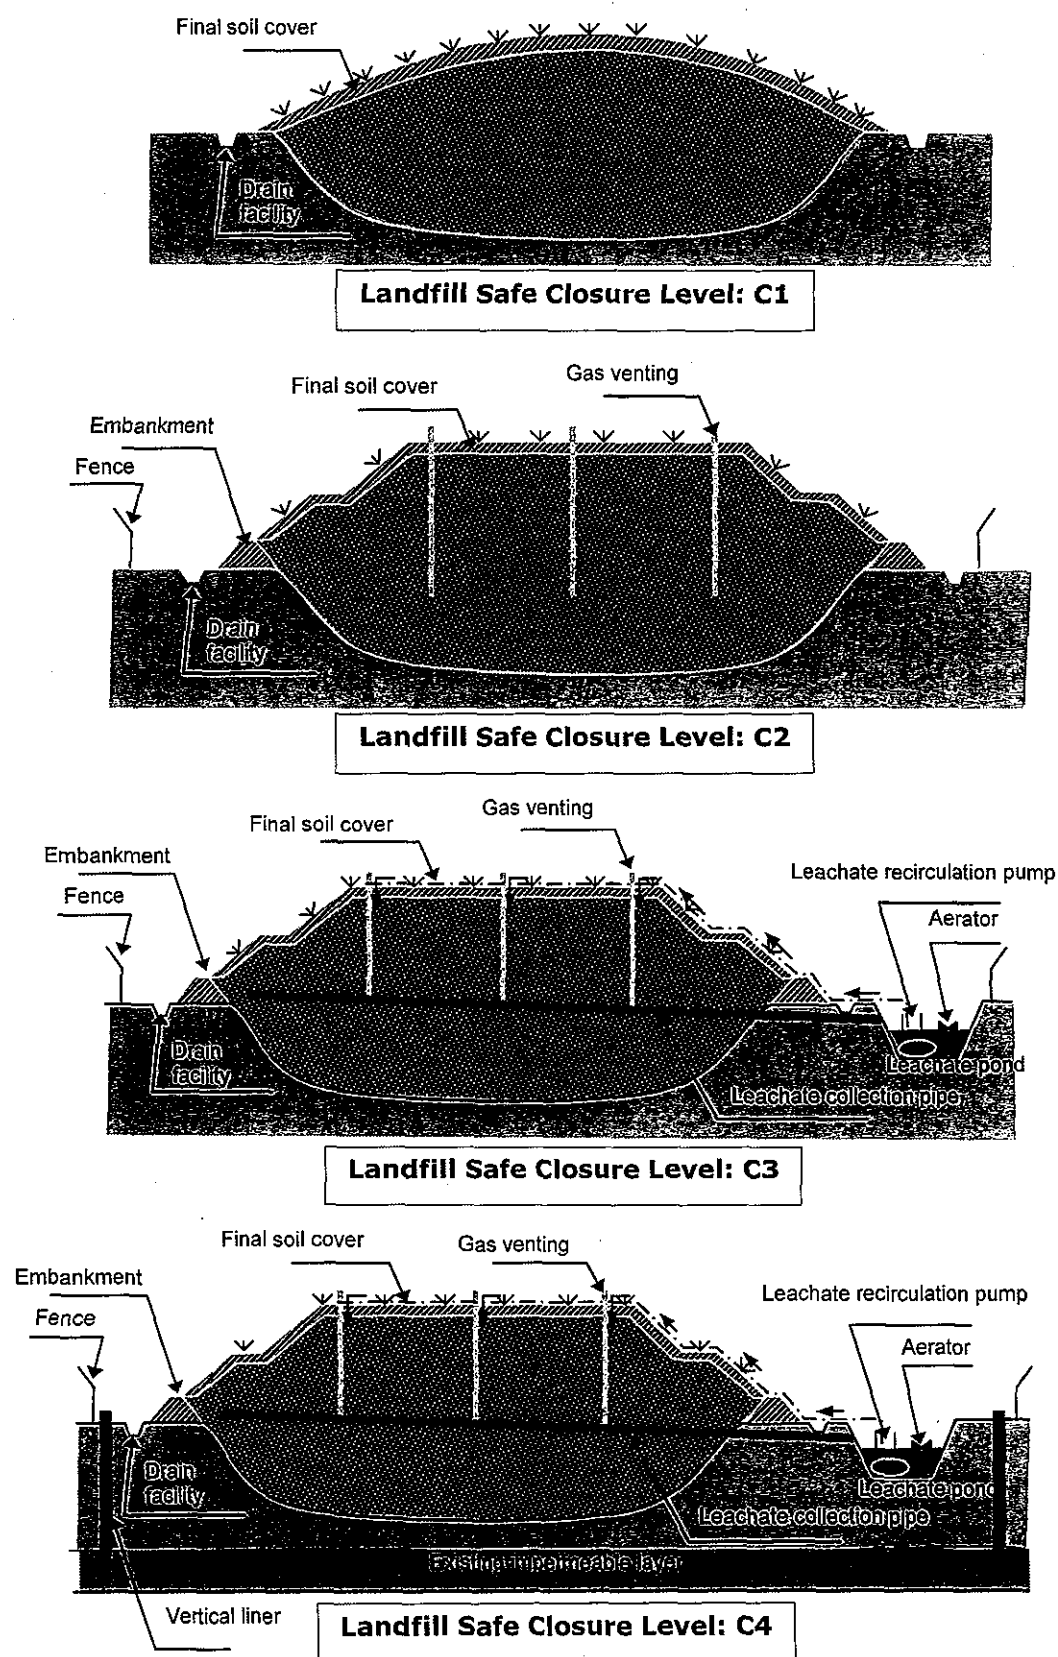 Final soil cover
Drain
facility
Landfill Safe Closure Level: C1
Final soil cover
Gas venting
Embankment
Fence
Drain
facility
Landfill Safe Closure Level: C2
Gas venting
Final soil cover
Embankment
Fence
Leachate recirculation pump
Aerator
Drain
facility
Leachate pond
Leachate collection pipe
Landfill Safe Closure Level: C3
Final soil cover
Gas venting
Embankment
Fence
Leachate recirculation pump
Aerator
Drain
facility
Leachate pond
Leachate collection pipe
Existing impermeable layer
Vertical liner
Landfill Safe Closure Level: C4